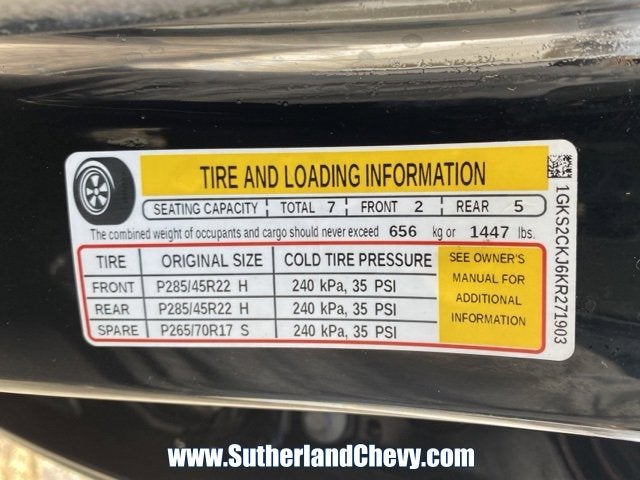 TIRE AND LOADING INFORMATION
SEATING CAPACITY TOTAL 7 FRONT 2 REAR 5
The combined weight of occupants and cargo should never exceed 656 kg or 1447 lbs.
TIRE ORIGINAL SIZE COLD TIRE PRESSURE
FRONT P285/45R22 H 240 kPa, 35 PSI
REAR P285/45R22 H 240 kPa, 35 PSI
SPARE P265/70R17 S 240 kPa, 35 PSI
SEE OWNER'S
MANUAL FOR
ADDITIONAL
INFORMATION
1GKS2CKJ6KR271903
www.SutherlandChevy.com